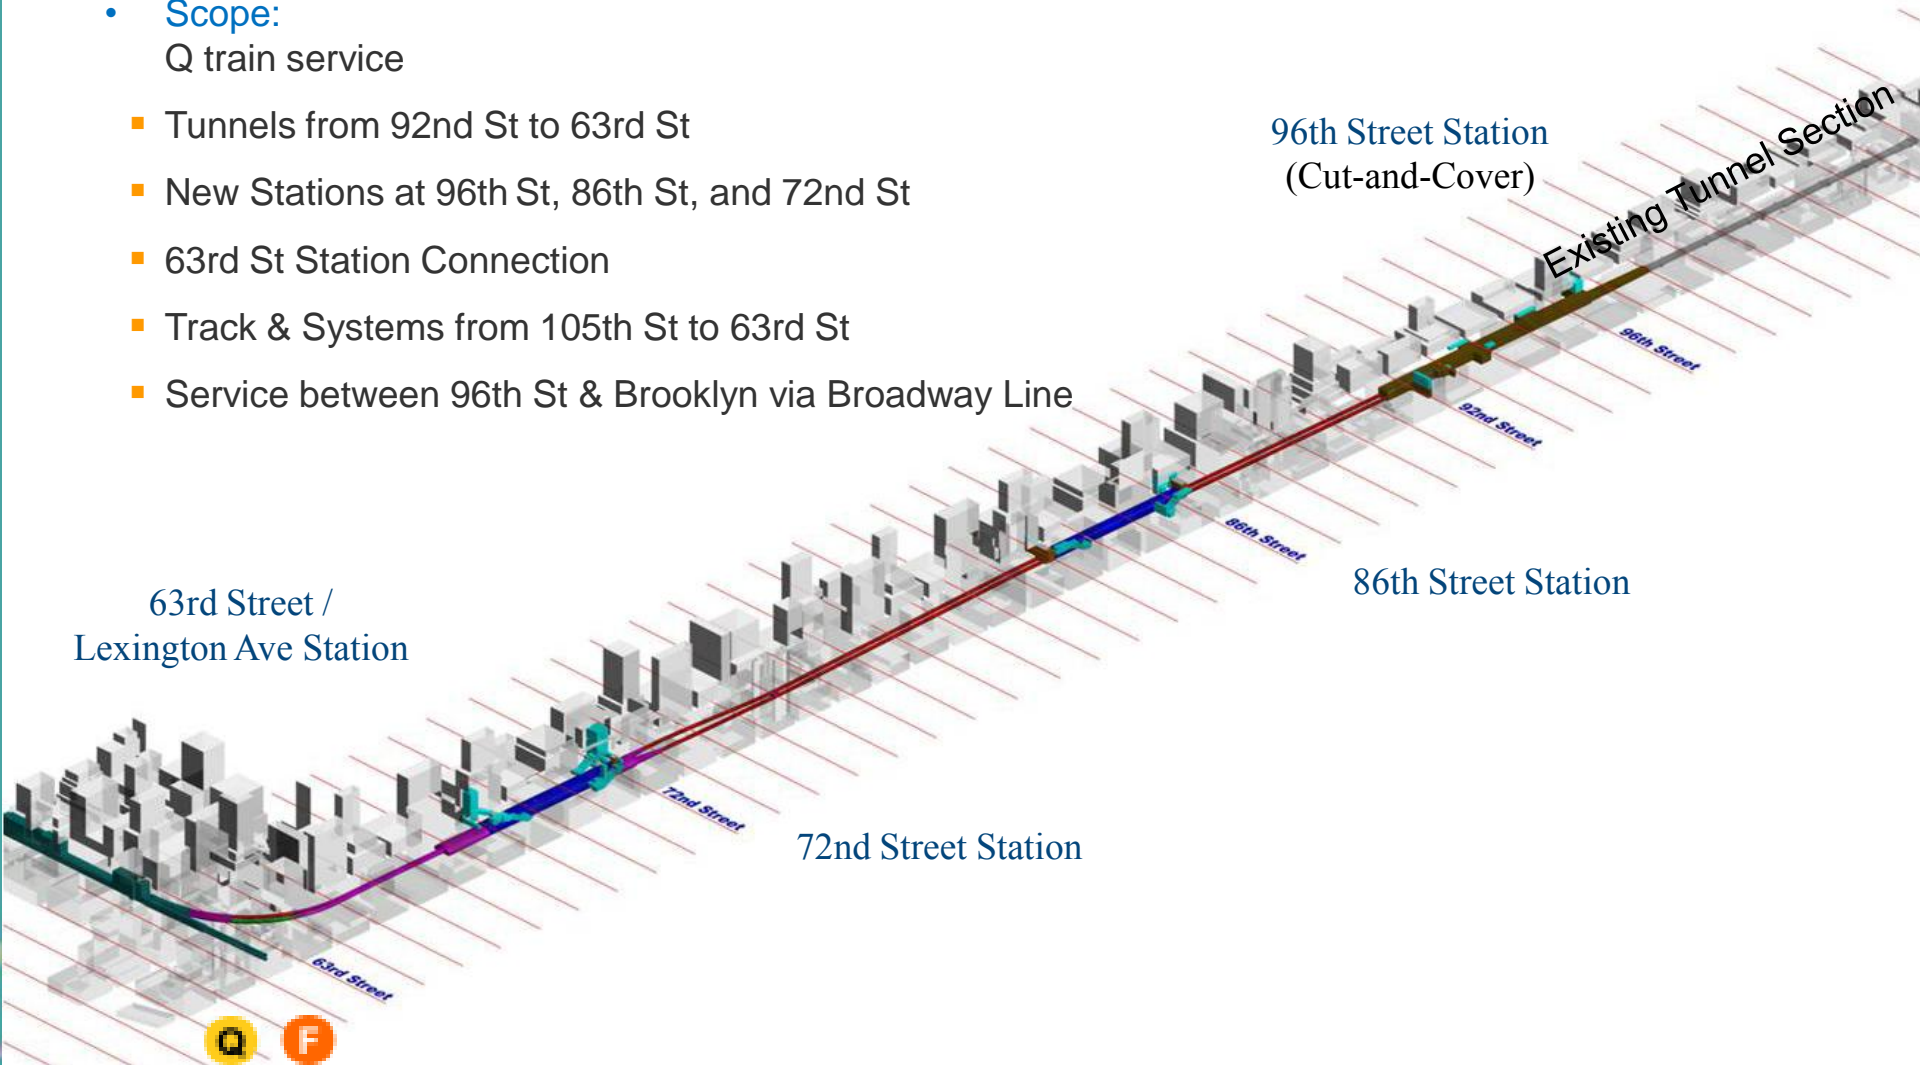 • Scope:
Q train service
▪ Tunnels from 92nd St to 63rd St
▪ New Stations at 96th St, 86th St, and 72nd St
▪ 63rd St Station Connection
▪ Track & Systems from 105th St to 63rd St
▪ Service between 96th St & Brooklyn via Broadway Line
96th Street Station
(Cut-and-Cover)
Existing Tunnel Section
96th Street
92nd Street
86th Street
86th Street Station
63rd Street /
Lexington Ave Station
72nd Street
72nd Street Station
63rd Street
Q F